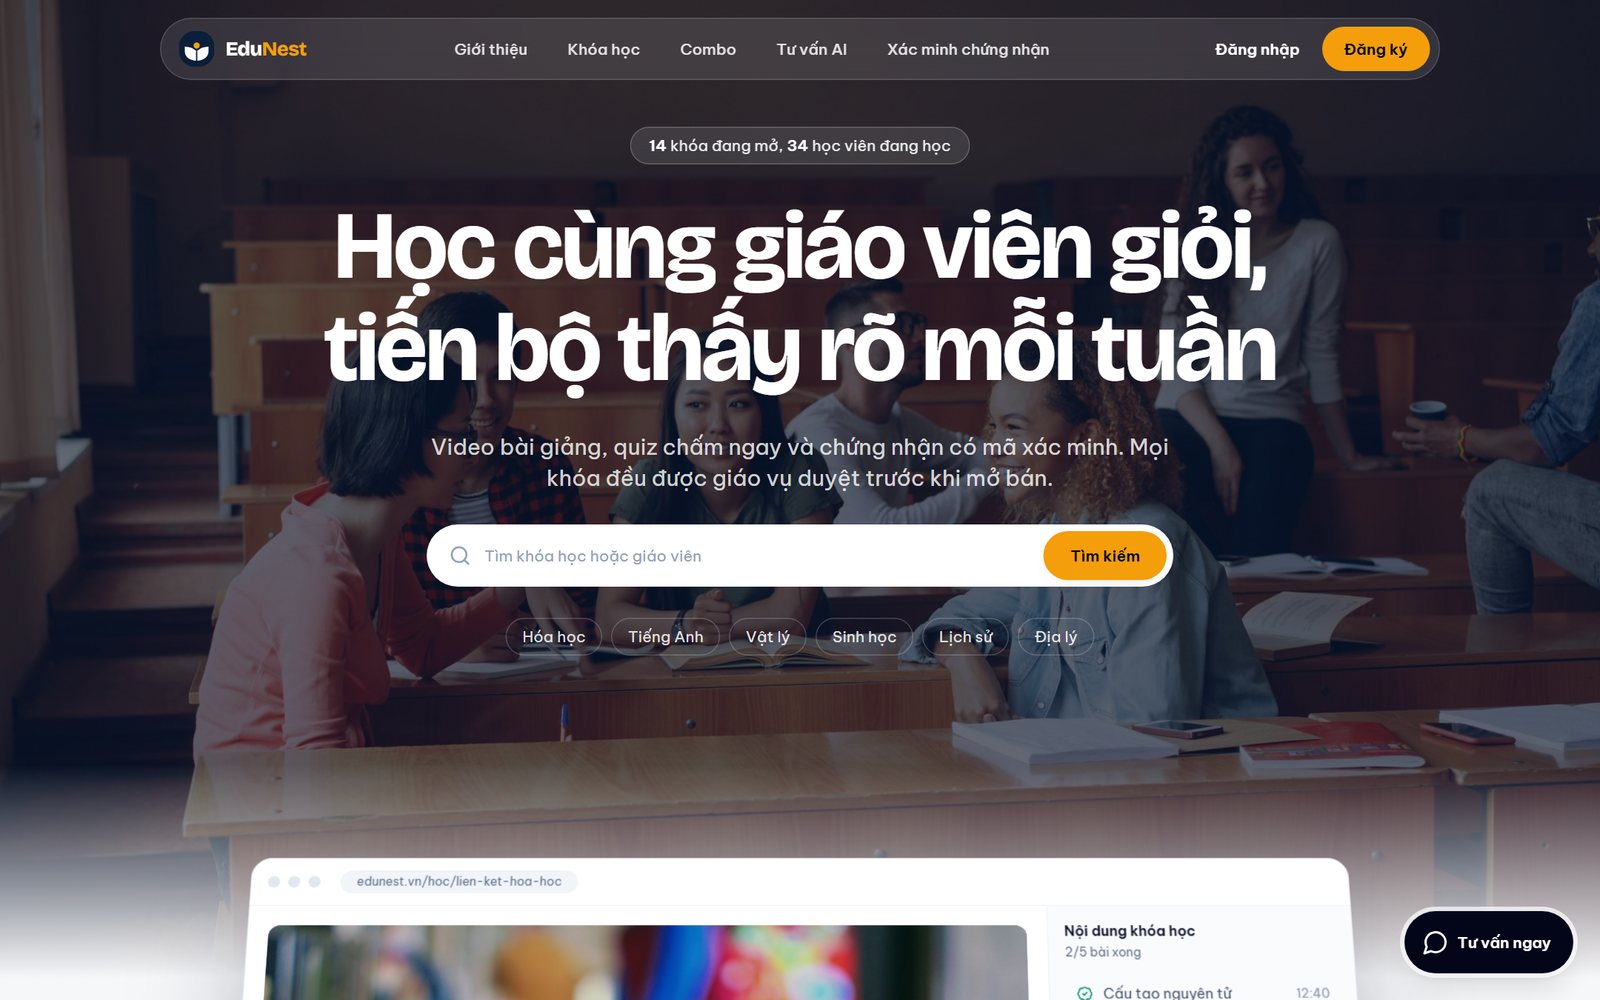 EduNest
Giới thiệu
Khóa học
Combo
Tư vấn AI
Xác minh chứng nhận
Đăng nhập
Đăng ký
14 khóa đang mở, 34 học viên đang học
Học cùng giáo viên giỏi,
tiến bộ thấy rõ mỗi tuần
Video bài giảng, quiz chấm ngay và chứng nhận có mã xác minh. Mọi
khóa đều được giáo vụ duyệt trước khi mở bán.
Tìm khóa học hoặc giáo viên
Tìm kiếm
Hóa học
Tiếng Anh
Vật lý
Sinh học
Lịch sử
Địa lý
edunest.vn/hoc/lien-ket-hoa-hoc
Nội dung khóa học
2/5 bài xong
Cấu tạo nguyên tử
12:40
Tư vấn ngay